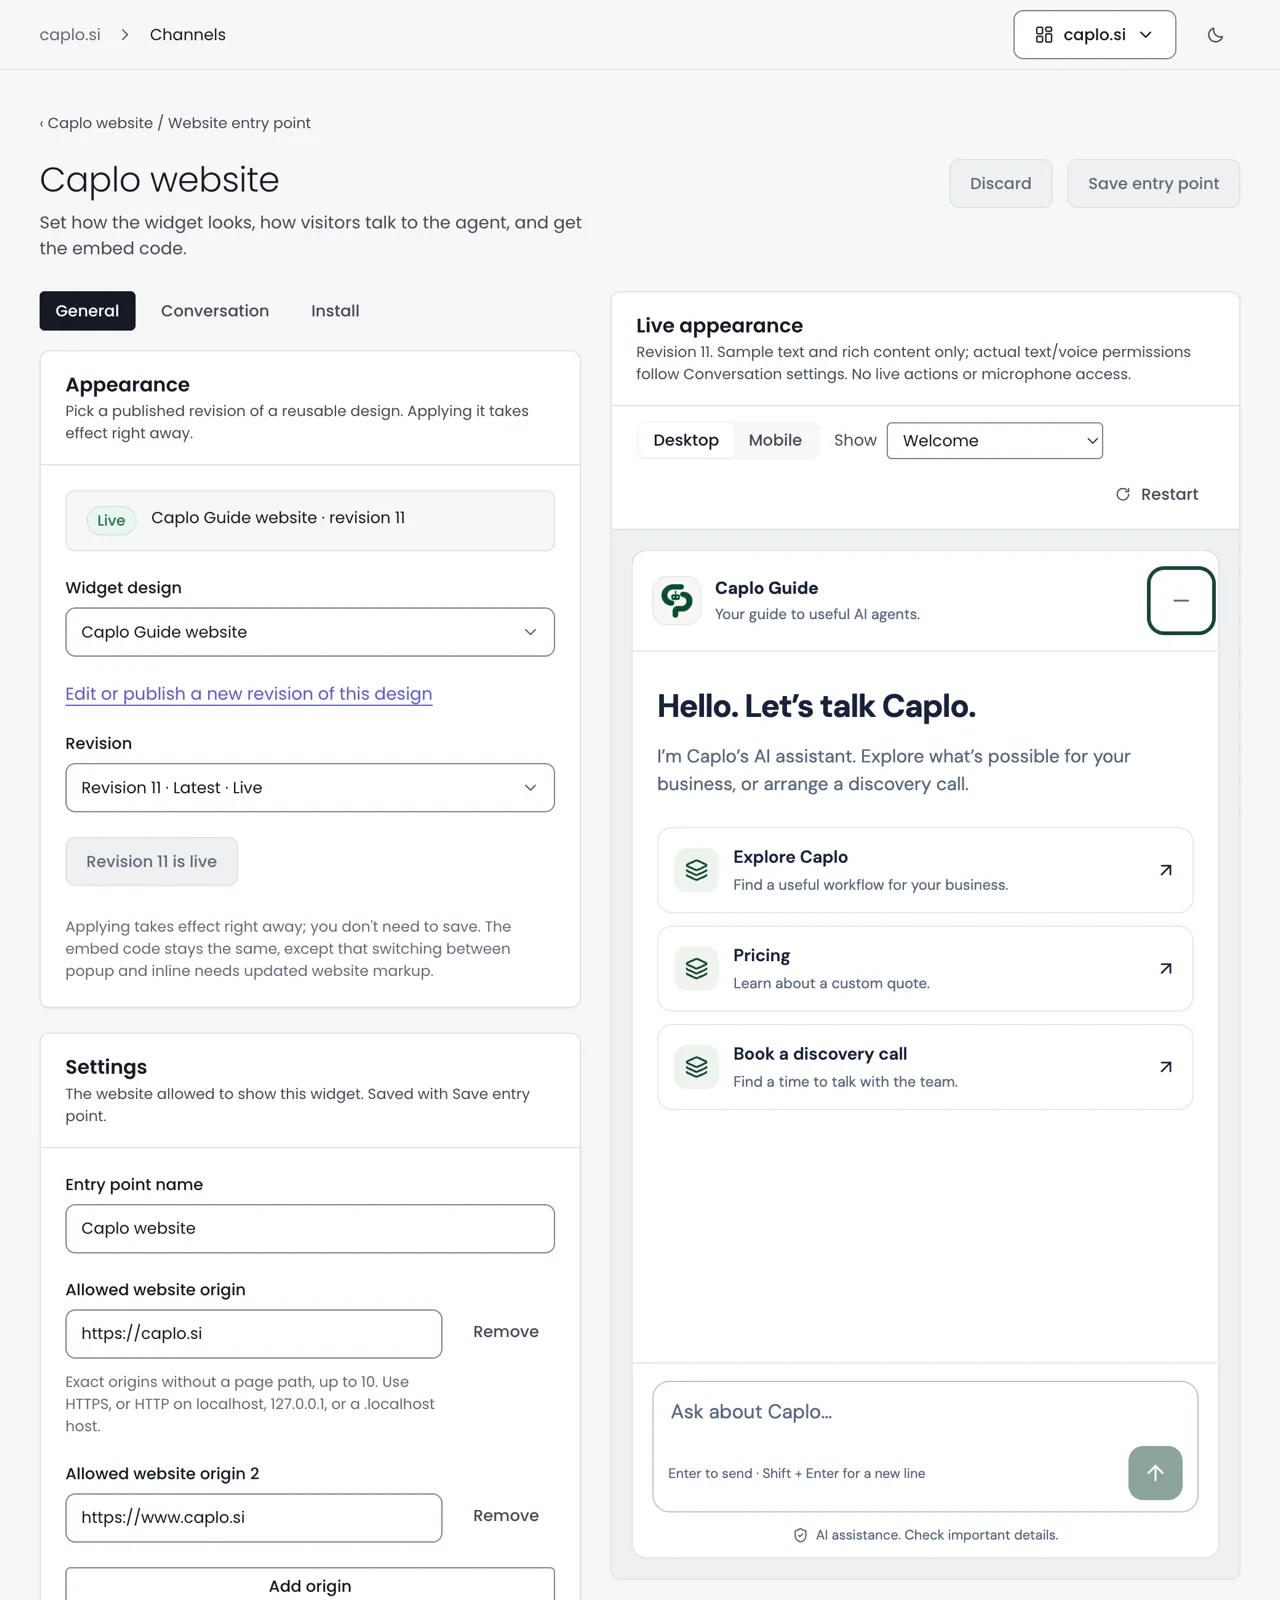 caplo.si > Channels
caplo.si
‹ Caplo website / Website entry point
Caplo website
Set how the widget looks, how visitors talk to the agent, and get
the embed code.
Discard
Save entry point
General
Conversation
Install
Appearance
Pick a published revision of a reusable design. Applying it takes
effect right away.
Live
Caplo Guide website · revision 11
Widget design
Caplo Guide website
Edit or publish a new revision of this design
Revision
Revision 11 · Latest · Live
Revision 11 is live
Applying takes effect right away; you don't need to save. The
embed code stays the same, except that switching between
popup and inline needs updated website markup.
Settings
The website allowed to show this widget. Saved with Save entry
point.
Entry point name
Caplo website
Allowed website origin
https://caplo.si
Remove
Exact origins without a page path, up to 10. Use
HTTPS, or HTTP on localhost, 127.0.0.1, or a .localhost
host.
Allowed website origin 2
https://www.caplo.si
Remove
Add origin
Live appearance
Revision 11. Sample text and rich content only; actual text/voice permissions
follow Conversation settings. No live actions or microphone access.
Desktop
Mobile
Show
Welcome
Restart
Caplo Guide
Your guide to useful AI agents.
Hello. Let’s talk Caplo.
I’m Caplo’s AI assistant. Explore what’s possible for your
business, or arrange a discovery call.
Explore Caplo
Find a useful workflow for your business.
Pricing
Learn about a custom quote.
Book a discovery call
Find a time to talk with the team.
Ask about Caplo…
Enter to send · Shift + Enter for a new line
AI assistance. Check important details.